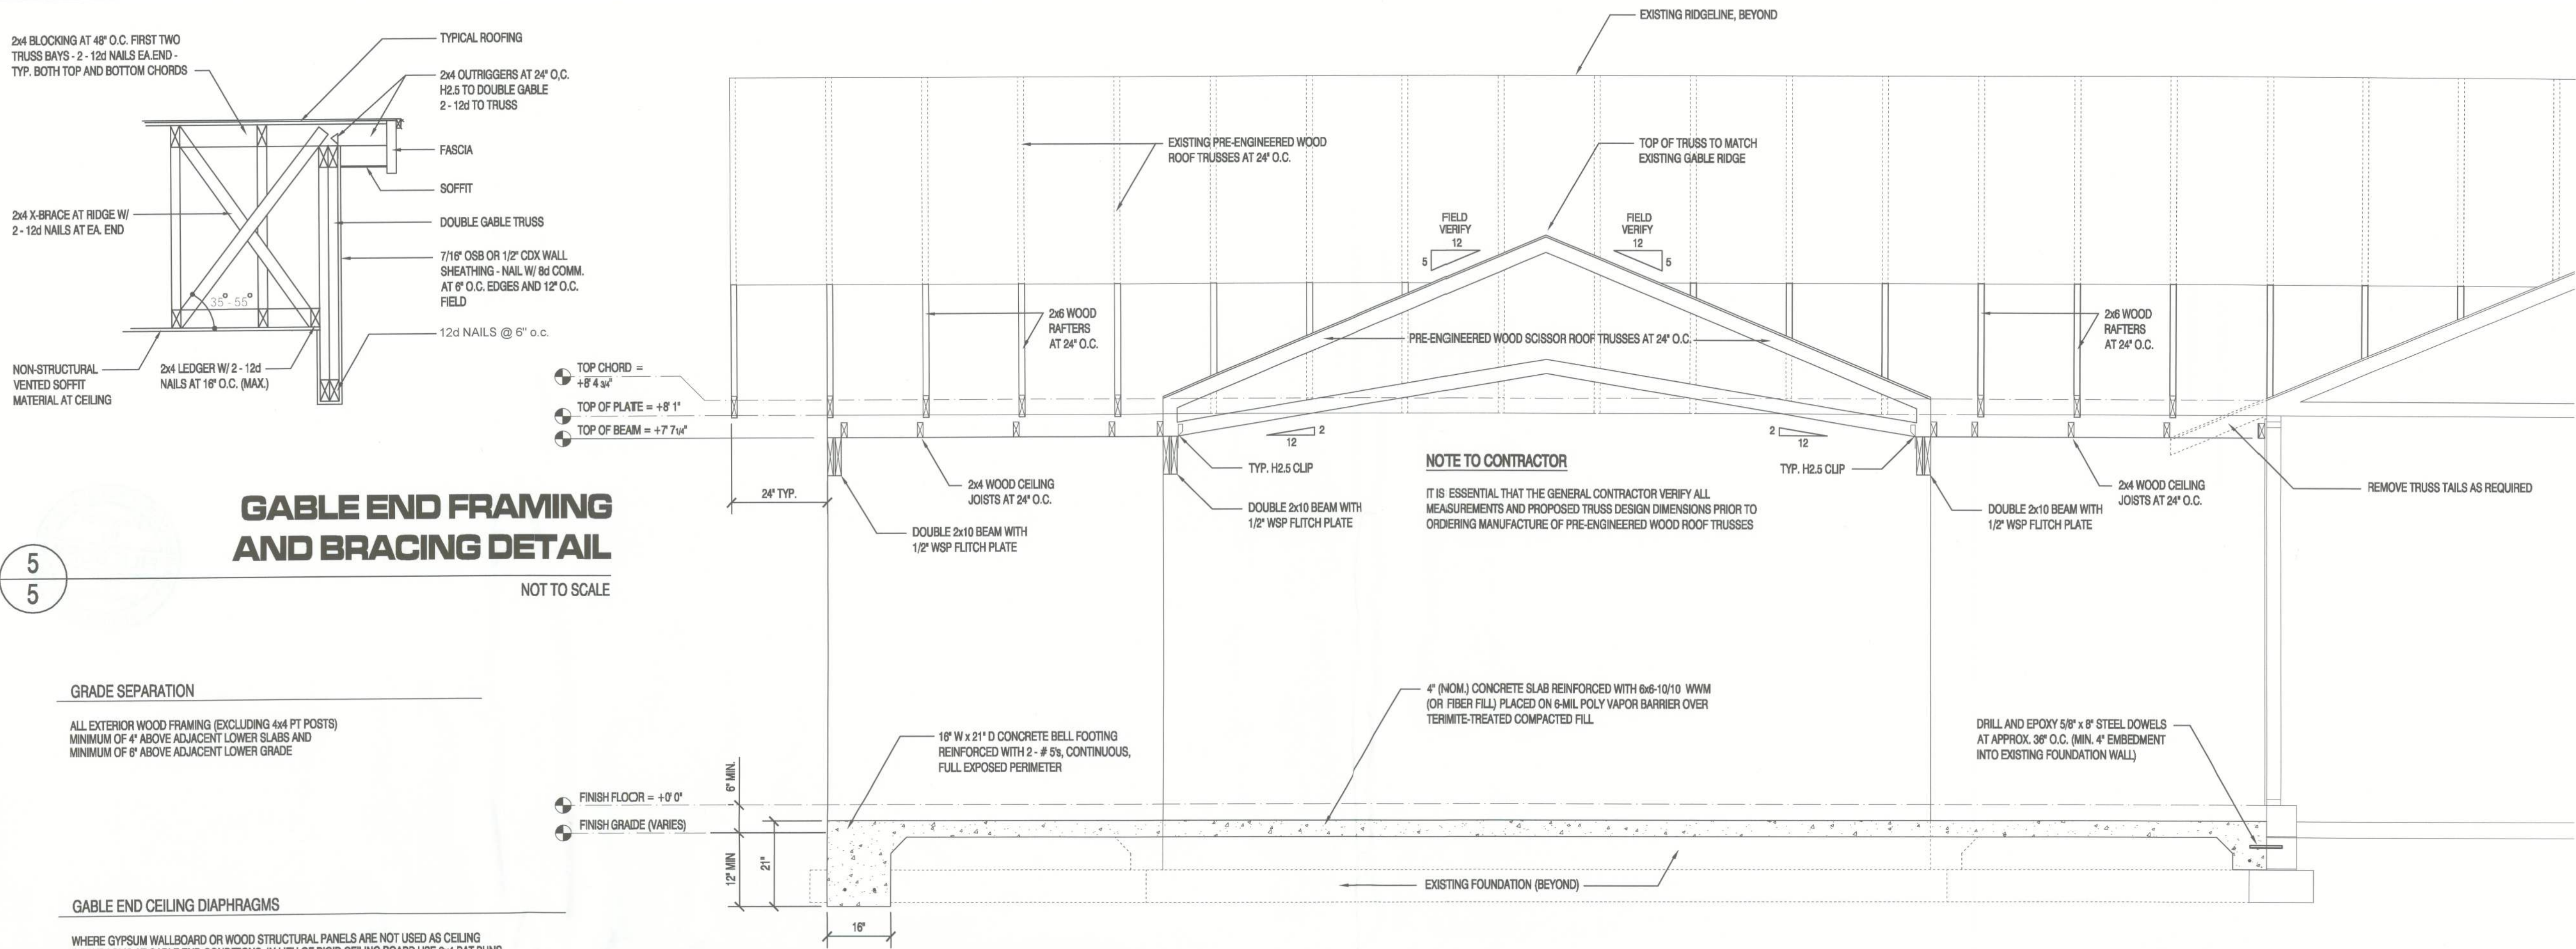 2x4 BLOCKING AT 48" O.C. FIRST TWO
TRUSS BAYS - 2 - 12d NAILS EA.END -
TYP. BOTH TOP AND BOTTOM CHORDS
TYPICAL ROOFING
2x4 OUTRIGGERS AT 24" O.C.
H2.5 TO DOUBLE GABLE
2 - 12d TO TRUSS
FASCIA
SOFFIT
2x4 X-BRACE AT RIDGE W/
2 - 12d NAILS AT EA. END
DOUBLE GABLE TRUSS
7/16" OSB OR 1/2" CDX WALL
SHEATHING - NAIL W/ 8d COMM.
AT 6" O.C. EDGES AND 12" O.C.
FIELD
35° - 55°
12d NAILS @ 6" o.c.
NON-STRUCTURAL
VENTED SOFFIT
MATERIAL AT CEILING
2x4 LEDGER W/ 2 - 12d
NAILS AT 16" O.C. (MAX.)
GABLE END FRAMING
AND BRACING DETAIL
5
5
NOT TO SCALE
GRADE SEPARATION
ALL EXTERIOR WOOD FRAMING (EXCLUDING 4x4 PT POSTS)
MINIMUM OF 4" ABOVE ADJACENT LOWER SLABS AND
MINIMUM OF 6" ABOVE ADJACENT LOWER GRADE
GABLE END CEILING DIAPHRAGMS
WHERE GYPSUM WALLBOARD OR WOOD STRUCTURAL PANELS ARE NOT USED AS CEILING
EXISTING RIDGELINE, BEYOND
EXISTING PRE-ENGINEERED WOOD
ROOF TRUSSES AT 24" O.C.
TOP OF TRUSS TO MATCH
EXISTING GABLE RIDGE
FIELD
VERIFY
12
5
FIELD
VERIFY
12
5
2x6 WOOD
RAFTERS
AT 24" O.C.
PRE-ENGINEERED WOOD SCISSOR ROOF TRUSSES AT 24" O.C.
2x6 WOOD
RAFTERS
AT 24" O.C.
TOP CHORD =
+8' 4 3/4"
TOP OF PLATE = +8' 1"
TOP OF BEAM = +7' 7 1/4"
2
12
2
12
24" TYP.
2x4 WOOD CEILING
JOISTS AT 24" O.C.
DOUBLE 2x10 BEAM WITH
1/2" WSP FLITCH PLATE
TYP. H2.5 CLIP
DOUBLE 2x10 BEAM WITH
1/2" WSP FLITCH PLATE
NOTE TO CONTRACTOR
IT IS ESSENTIAL THAT THE GENERAL CONTRACTOR VERIFY ALL
MEASUREMENTS AND PROPOSED TRUSS DESIGN DIMENSIONS PRIOR TO
ORDERING MANUFACTURE OF PRE-ENGINEERED WOOD ROOF TRUSSES
TYP. H2.5 CLIP
DOUBLE 2x10 BEAM WITH
1/2" WSP FLITCH PLATE
2x4 WOOD CEILING
JOISTS AT 24" O.C.
REMOVE TRUSS TAILS AS REQUIRED
4" (NOM.) CONCRETE SLAB REINFORCED WITH 6x6-10/10 WWM
(OR FIBER FILL) PLACED ON 6-MIL POLY VAPOR BARRIER OVER
TERMITE-TREATED COMPACTED FILL
16" W x 21" D CONCRETE BELL FOOTING
REINFORCED WITH 2 - # 5's, CONTINUOUS,
FULL EXPOSED PERIMETER
DRILL AND EPOXY 5/8" x 8" STEEL DOWELS
AT APPROX. 36" O.C. (MIN. 4" EMBEDMENT
INTO EXISTING FOUNDATION WALL)
6" MIN.
FINISH FLOOR = +0' 0"
FINISH GRADE (VARIES)
12" MIN
21"
EXISTING FOUNDATION (BEYOND)
16"